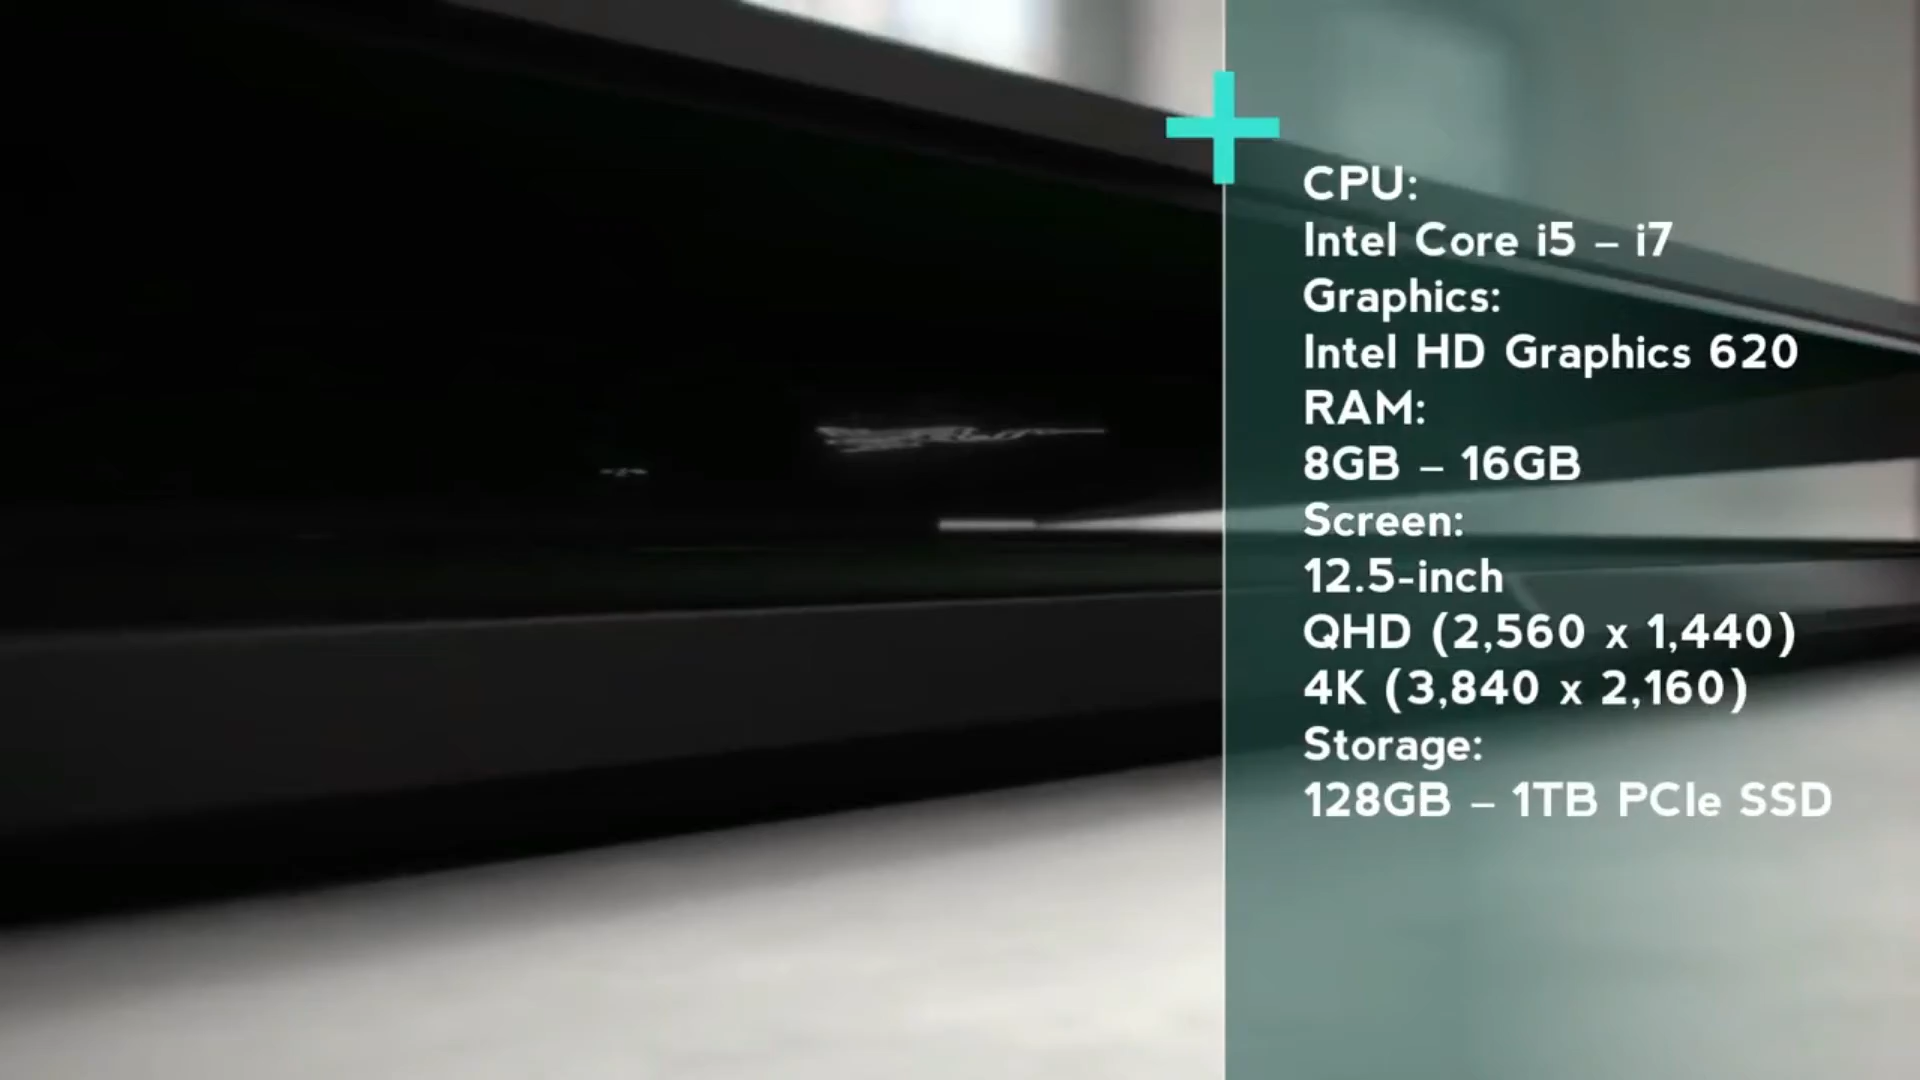 CPU:
Intel Core i5 – i7
Graphics:
Intel HD Graphics 620
RAM:
8GB – 16GB
Screen:
12.5-inch
QHD (2,560 x 1,440)
4K (3,840 x 2,160)
Storage:
128GB – 1TB PCIe SSD